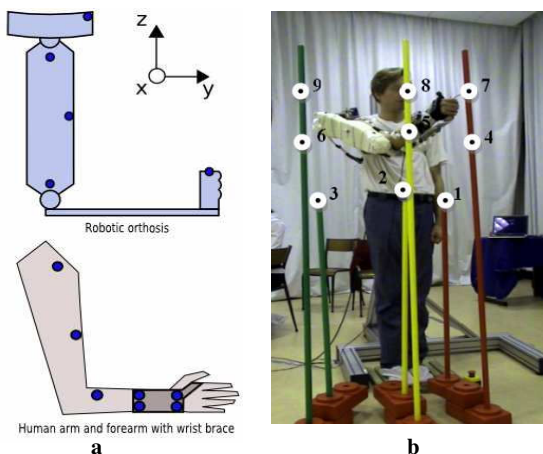 z
x
y
Robotic orthosis
Human arm and forearm with wrist brace
a
9
8
7
6
5
4
3
2
1
b